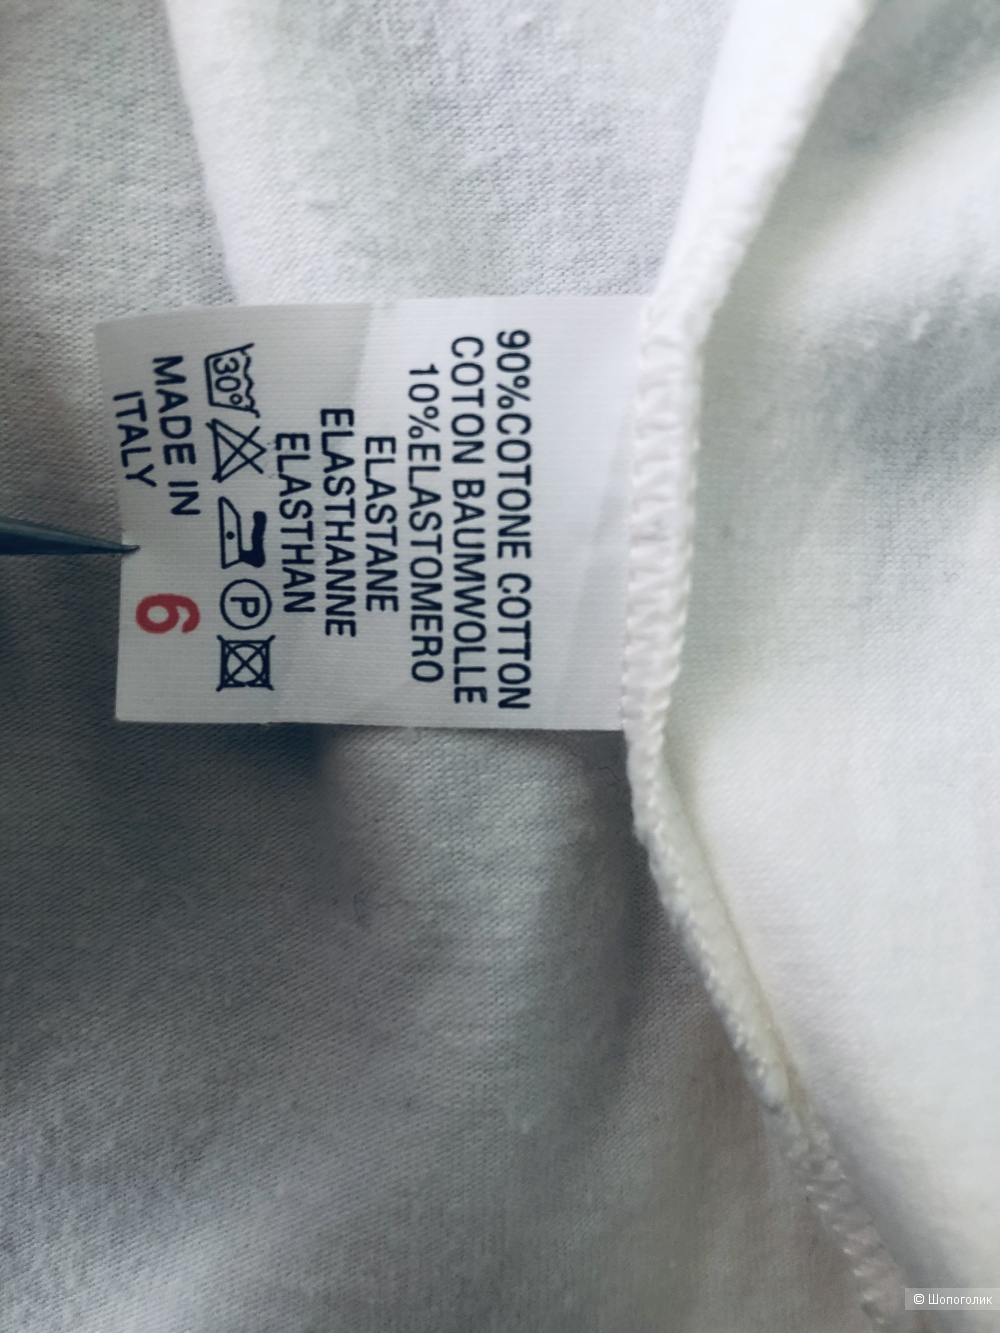 90%COTONE COTTON
COTON BAUMWOLLE
10%ELASTOMERO
ELASTANE
ELASTHANNE
ELASTHAN
30°
P
MADE IN
ITALY
6
© Шопоголик